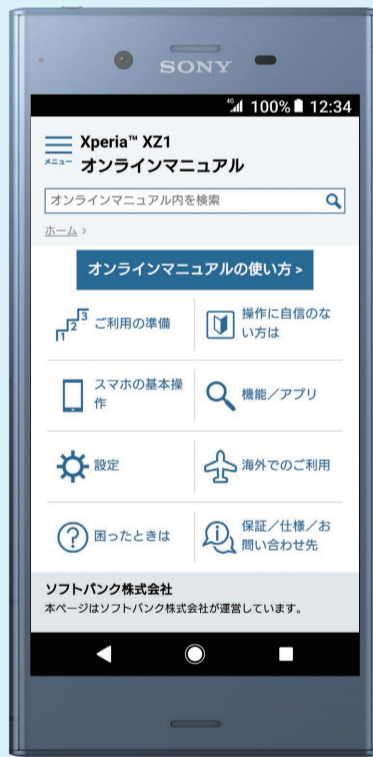 SONY
4G 100% 12:34
メニュー
Xperia™ XZ1
オンラインマニュアル
オンラインマニュアル内を検索
ホーム >
オンラインマニュアルの使い方 >
1 2 3 ご利用の準備
操作に自信のな
い方は
スマホの基本操
作
機能／アプリ
設定
海外でのご利用
困ったときは
保証／仕様／お
問い合わせ先
ソフトバンク株式会社
本ページはソフトバンク株式会社が運営しています。